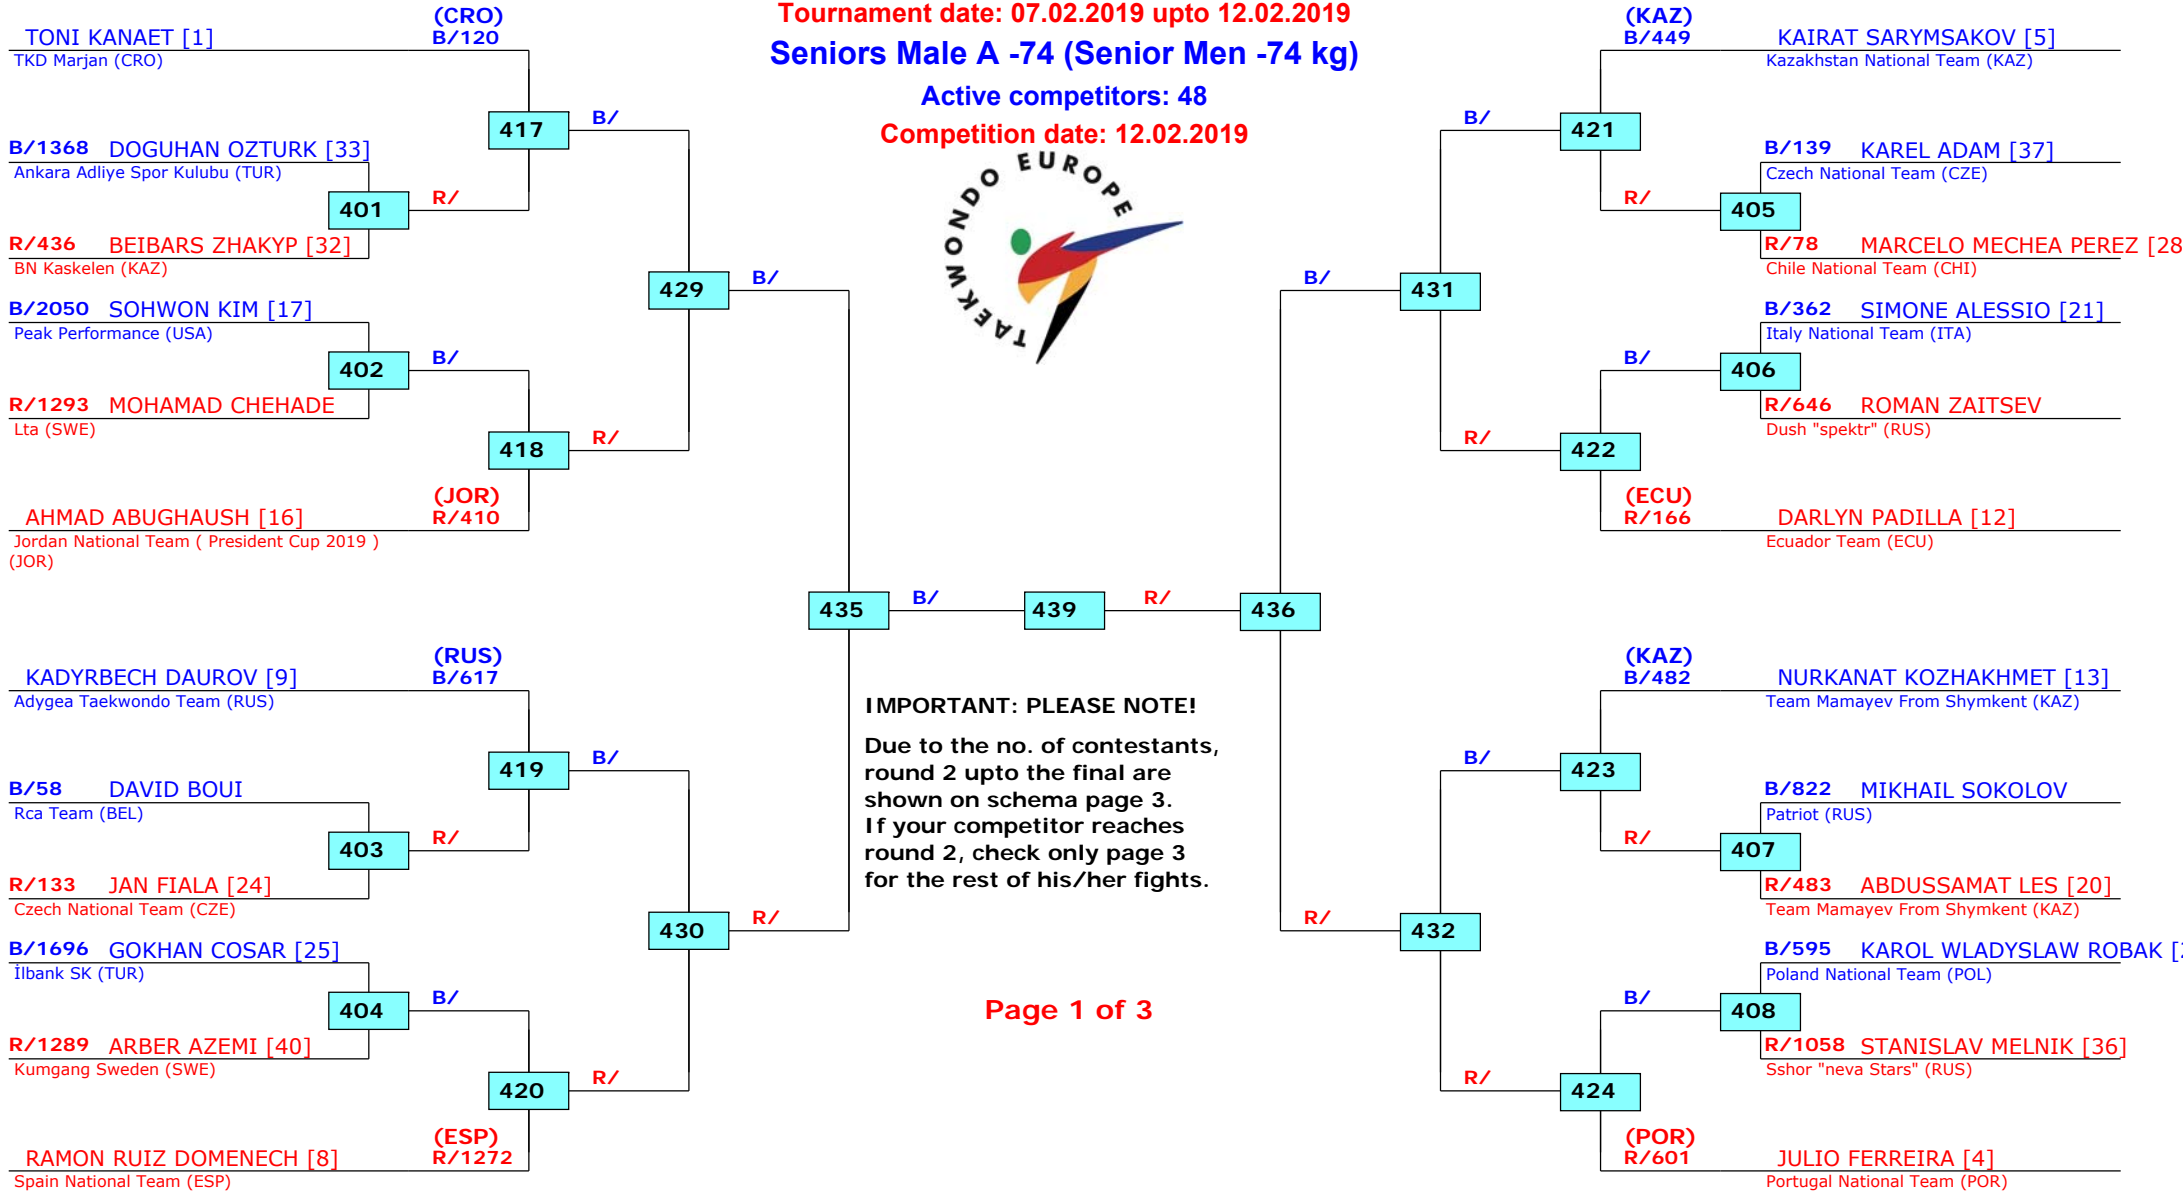 Tournament date: 07.02.2019 upto 12.02.2019
Seniors Male A -74 (Senior Men -74 kg)
Active competitors: 48
Competition date: 12.02.2019
TAEKWONDO EUROPE
TONI KANAET [1]
(CRO)
B/120
TKD Marjan (CRO)
417
B/
B/1368 DOGUHAN OZTURK [33]
Ankara Adliye Spor Kulubu (TUR)
401
R/
R/436 BEIBARS ZHAKYP [32]
BN Kaskelen (KAZ)
429
B/
B/2050 SOHWON KIM [17]
Peak Performance (USA)
402
B/
R/1293 MOHAMAD CHEHADE
Lta (SWE)
418
R/
AHMAD ABUGHAUSH [16]
(JOR)
R/410
Jordan National Team ( President Cup 2019 )
(JOR)
435
B/
439
R/
436
KADYRBECH DAUROV [9]
(RUS)
B/617
Adygea Taekwondo Team (RUS)
419
B/
B/58 DAVID BOUI
Rca Team (BEL)
403
R/
R/133 JAN FIALA [24]
Czech National Team (CZE)
430
R/
B/1696 GOKHAN COSAR [25]
İlbank SK (TUR)
404
B/
R/1289 ARBER AZEMI [40]
Kumgang Sweden (SWE)
420
R/
RAMON RUIZ DOMENECH [8]
(ESP)
R/1272
Spain National Team (ESP)
IMPORTANT: PLEASE NOTE!
Due to the no. of contestants,
round 2 upto the final are
shown on schema page 3.
If your competitor reaches
round 2, check only page 3
for the rest of his/her fights.
Page 1 of 3
(KAZ)
B/449
KAIRAT SARYMSAKOV [5]
Kazakhstan National Team (KAZ)
B/
421
B/139 KAREL ADAM [37]
Czech National Team (CZE)
R/
405
R/78 MARCELO MECHEA PEREZ [28
Chile National Team (CHI)
B/
431
B/362 SIMONE ALESSIO [21]
Italy National Team (ITA)
B/
406
R/646 ROMAN ZAITSEV
Dush "spektr" (RUS)
R/
422
(ECU)
R/166
DARLYN PADILLA [12]
Ecuador Team (ECU)
(KAZ)
B/482
NURKANAT KOZHAKHMET [13]
Team Mamayev From Shymkent (KAZ)
B/
423
B/822 MIKHAIL SOKOLOV
Patriot (RUS)
R/
407
R/483 ABDUSSAMAT LES [20]
Team Mamayev From Shymkent (KAZ)
R/
432
B/595 KAROL WLADYSLAW ROBAK
Poland National Team (POL)
B/
408
R/1058 STANISLAV MELNIK [36]
Sshor "neva Stars" (RUS)
R/
424
(POR)
R/601
JULIO FERREIRA [4]
Portugal National Team (POR)